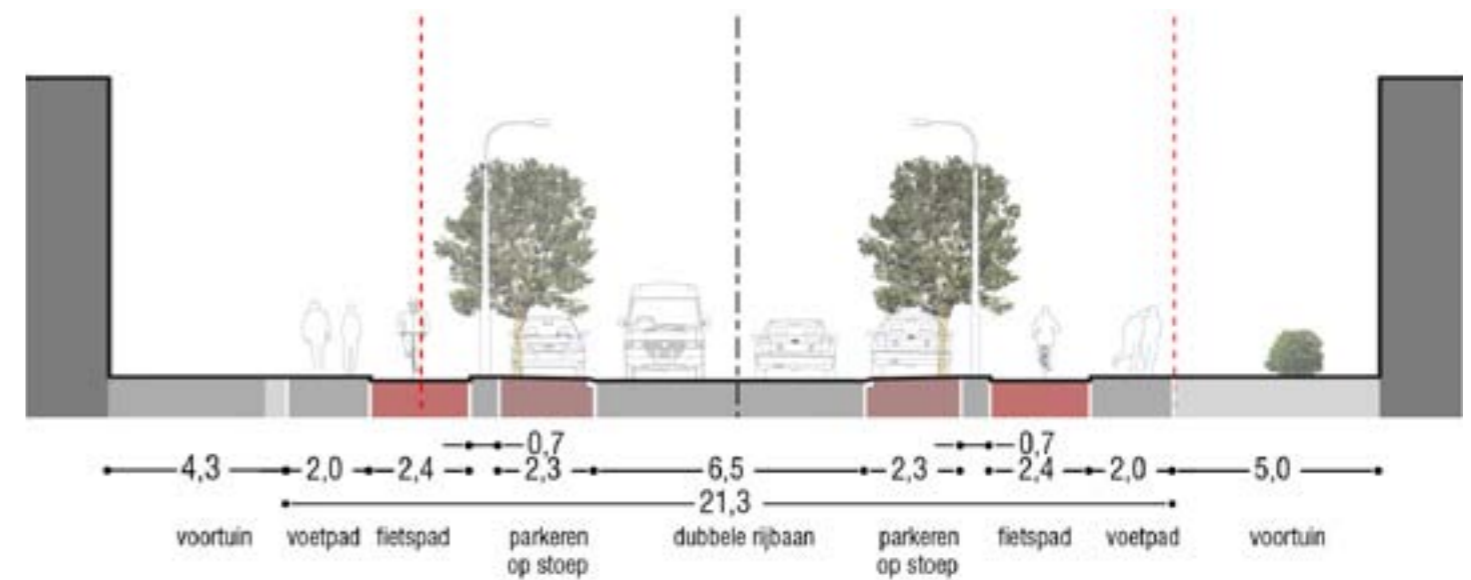 0,7 0,7
4,3 2,0 2,4 2,3 6,5 2,3 2,4 2,0 5,0
21,3
voortuin voetpad fietspad parkeren dubbele rijbaan parkeren fietspad voetpad voortuin
op stoep op stoep